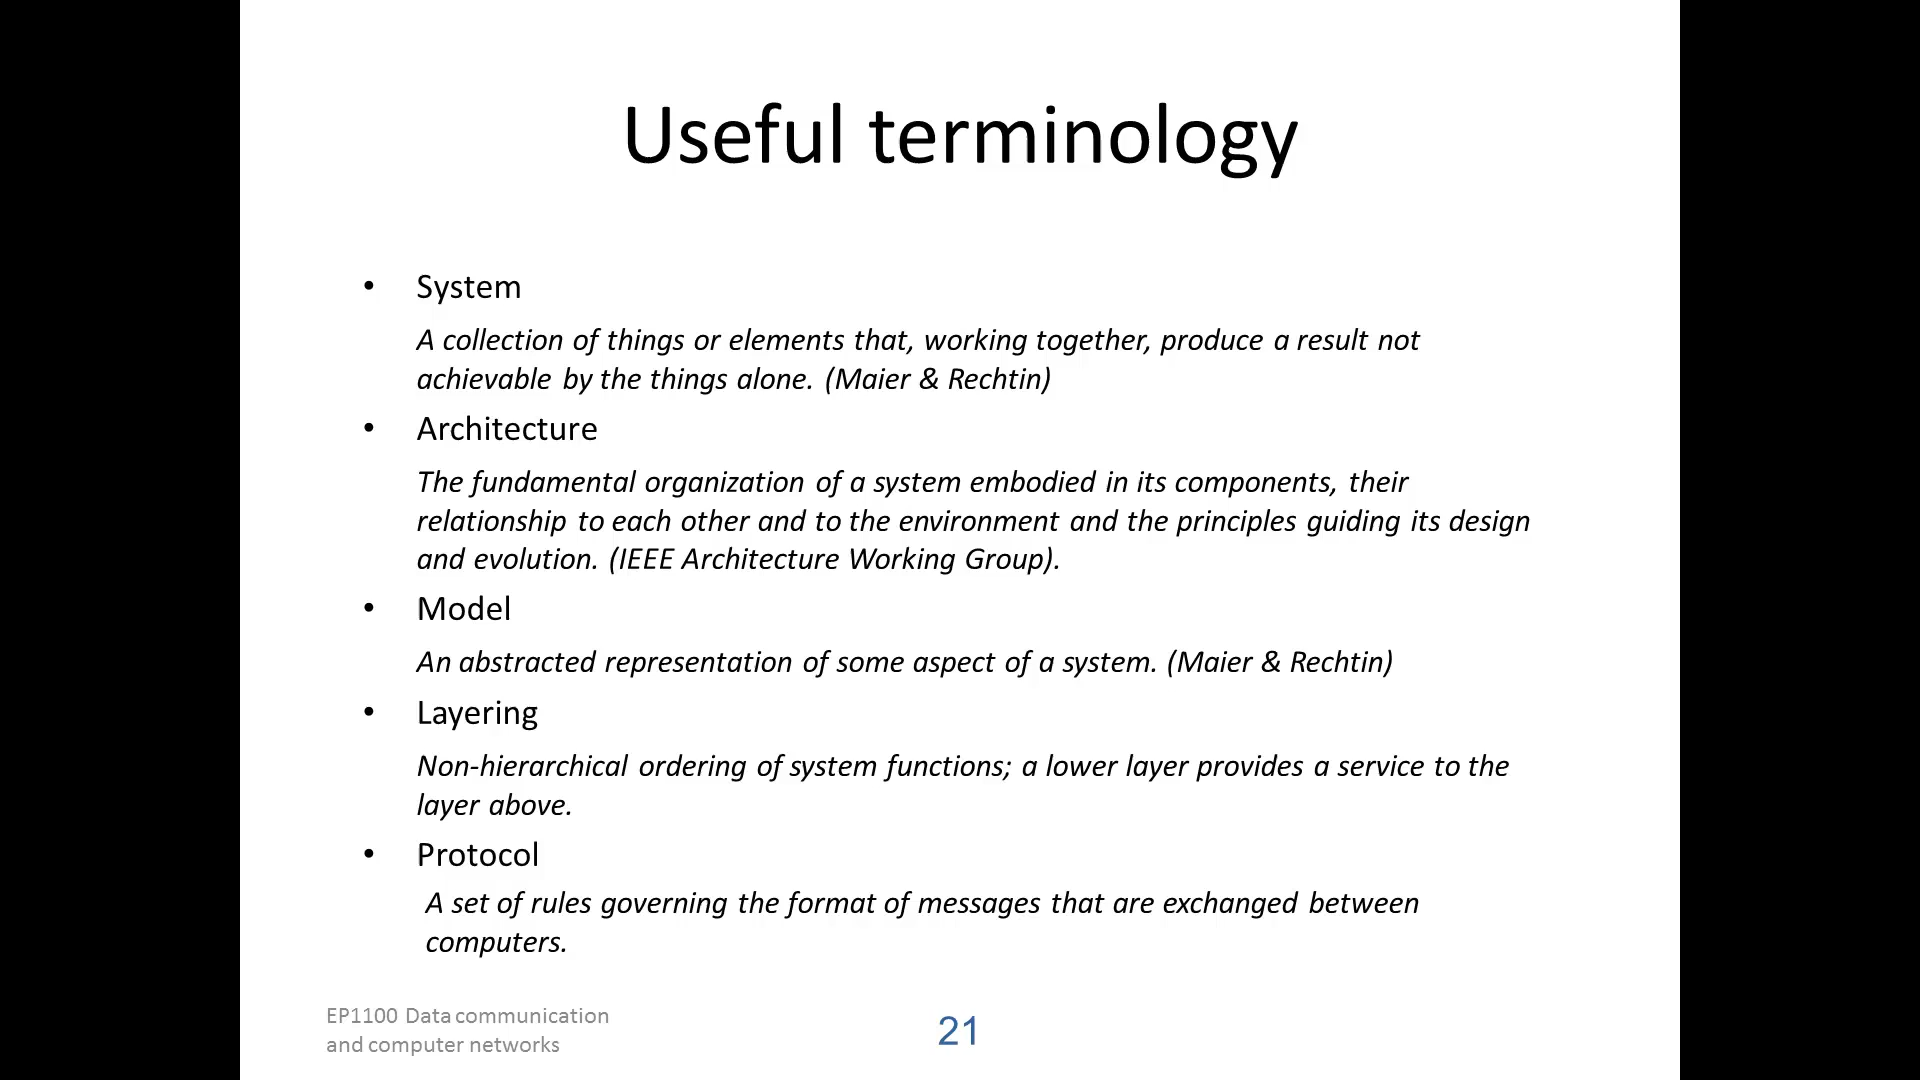 Useful terminology
• System
A collection of things or elements that, working together, produce a result not
achievable by the things alone. (Maier & Rechtin)
• Architecture
The fundamental organization of a system embodied in its components, their
relationship to each other and to the environment and the principles guiding its design
and evolution. (IEEE Architecture Working Group).
• Model
An abstracted representation of some aspect of a system. (Maier & Rechtin)
• Layering
Non-hierarchical ordering of system functions; a lower layer provides a service to the
layer above.
• Protocol
A set of rules governing the format of messages that are exchanged between
computers.
EP1100 Data communication
and computer networks
21